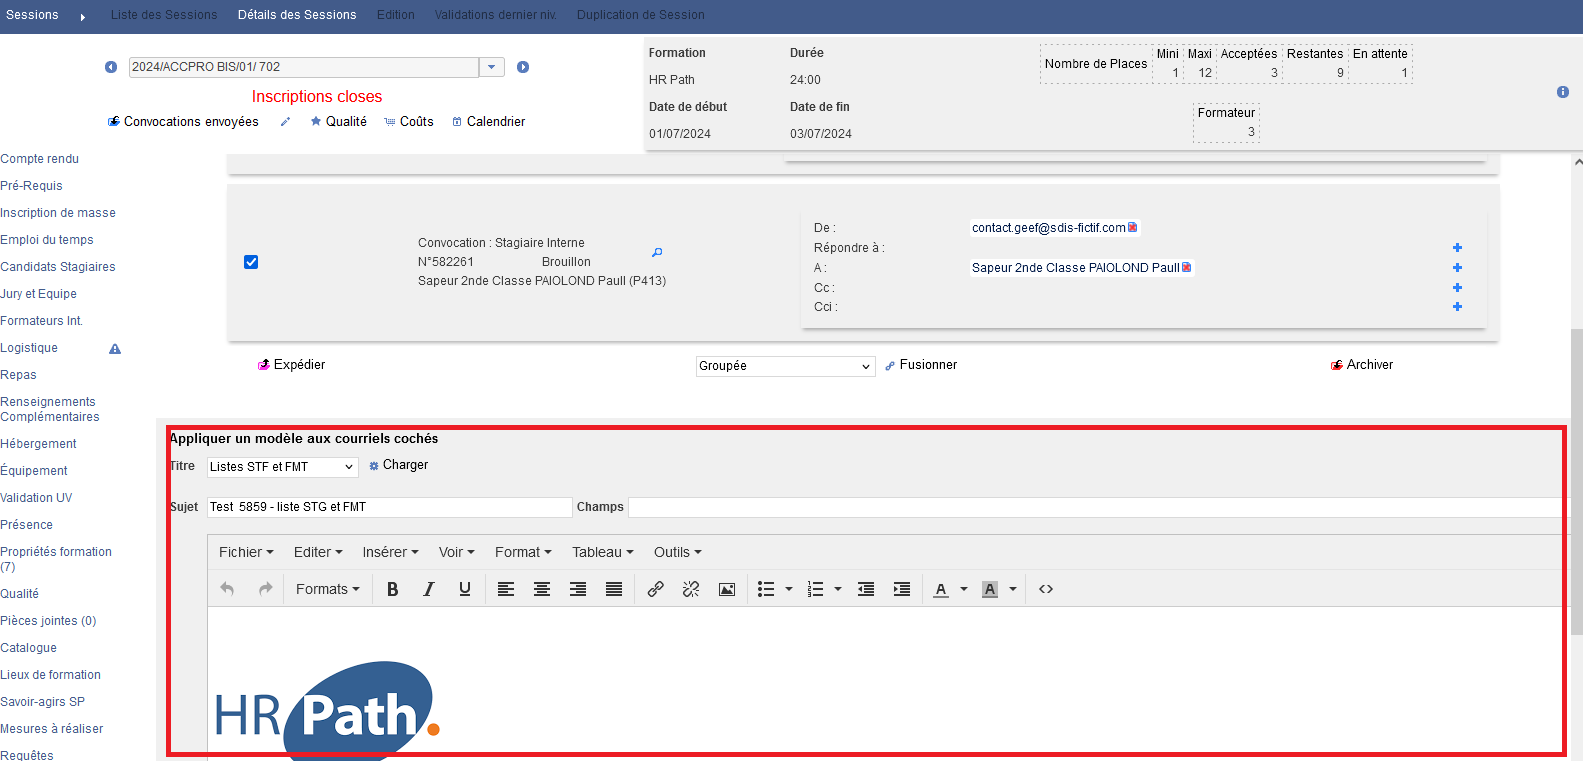 Sessions
Liste des Sessions
Détails des Sessions
Edition
Validations dernier niv.
Duplication de Session
2024/ACCPRO BIS/01/ 702
Inscriptions closes
Convocations envoyées
Qualité
Coûts
Calendrier
Formation
Durée
HR Path
24:00
Date de début
Date de fin
01/07/2024
03/07/2024
Nombre de Places
Mini
Maxi
Acceptées
Restantes
En attente
1
12
3
9
1
Formateur
3
Compte rendu
Pré-Requis
Inscription de masse
Emploi du temps
Candidats Stagiaires
Jury et Equipe
Formateurs Int.
Logistique
Repas
Renseignements
Complémentaires
Hébergement
Équipement
Validation UV
Présence
Propriétés formation
(7)
Qualité
Pièces jointes (0)
Catalogue
Lieux de formation
Savoir-agirs SP
Mesures à réaliser
Requêtes
Convocation : Stagiaire Interne
N°582261
Brouillon
Sapeur 2nde Classe PAIOLOND Paull (P413)
De :
contact.geef@sdis-fictif.com
Répondre à :
A :
Sapeur 2nde Classe PAIOLOND Paull
Cc :
Cci :
Expédier
Groupée
Fusionner
Archiver
Appliquer un modèle aux courriels cochés
Titre
Listes STF et FMT
Charger
Sujet
Test  5859 - liste STG et FMT
Champs
Fichier
Editer
Insérer
Voir
Format
Tableau
Outils
Formats
B
I
U
A
A
HR Path.